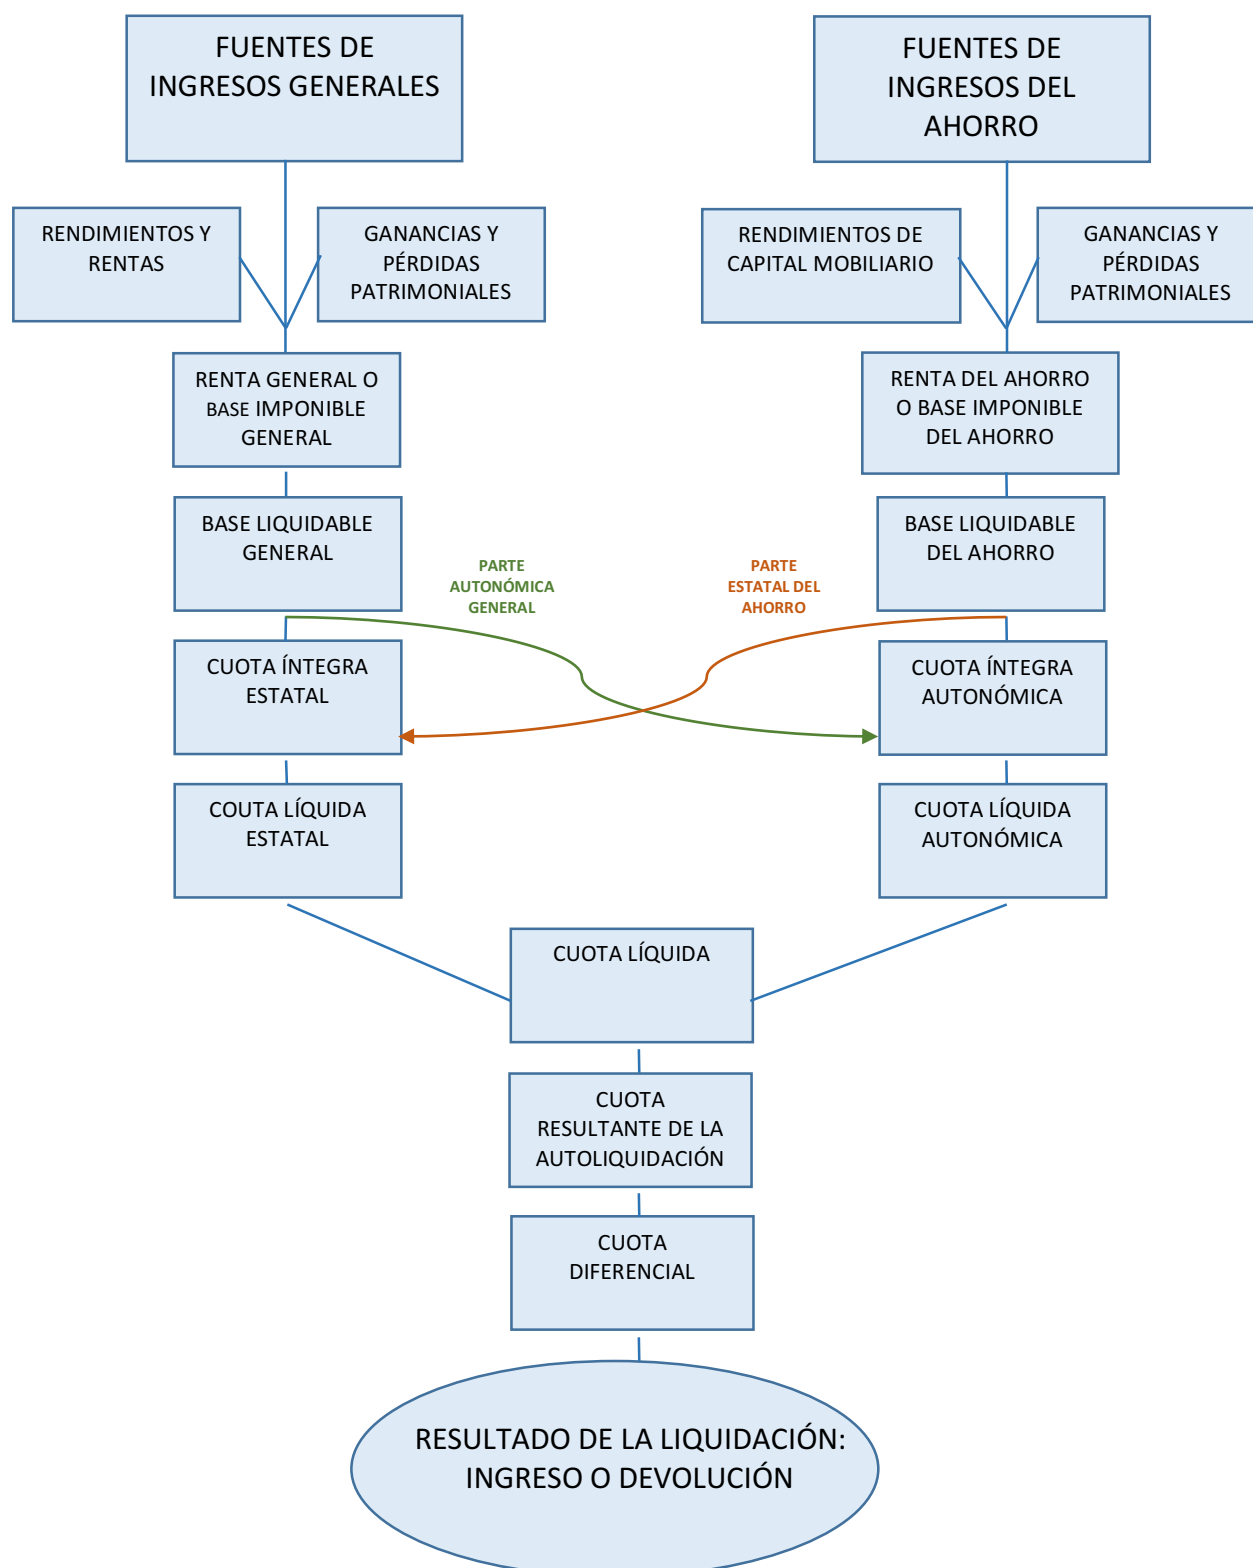 FUENTES DE
INGRESOS GENERALES
FUENTES DE
INGRESOS DEL
AHORRO
RENDIMIENTOS Y
RENTAS
GANANCIAS Y
PÉRDIDAS
PATRIMONIALES
RENDIMIENTOS DE
CAPITAL MOBILIARIO
GANANCIAS Y
PÉRDIDAS
PATRIMONIALES
RENTA GENERAL O
BASE IMPONIBLE
GENERAL
RENTA DEL AHORRO
O BASE IMPONIBLE
DEL AHORRO
BASE LIQUIDABLE
GENERAL
BASE LIQUIDABLE
DEL AHORRO
PARTE
AUTONÓMICA
GENERAL
PARTE
ESTATAL DEL
AHORRO
CUOTA ÍNTEGRA
ESTATAL
CUOTA ÍNTEGRA
AUTONÓMICA
COUTA LÍQUIDA
ESTATAL
CUOTA LÍQUIDA
AUTONÓMICA
CUOTA LÍQUIDA
CUOTA
RESULTANTE DE LA
AUTOLIQUIDACIÓN
CUOTA
DIFERENCIAL
RESULTADO DE LA LIQUIDACIÓN:
INGRESO O DEVOLUCIÓN